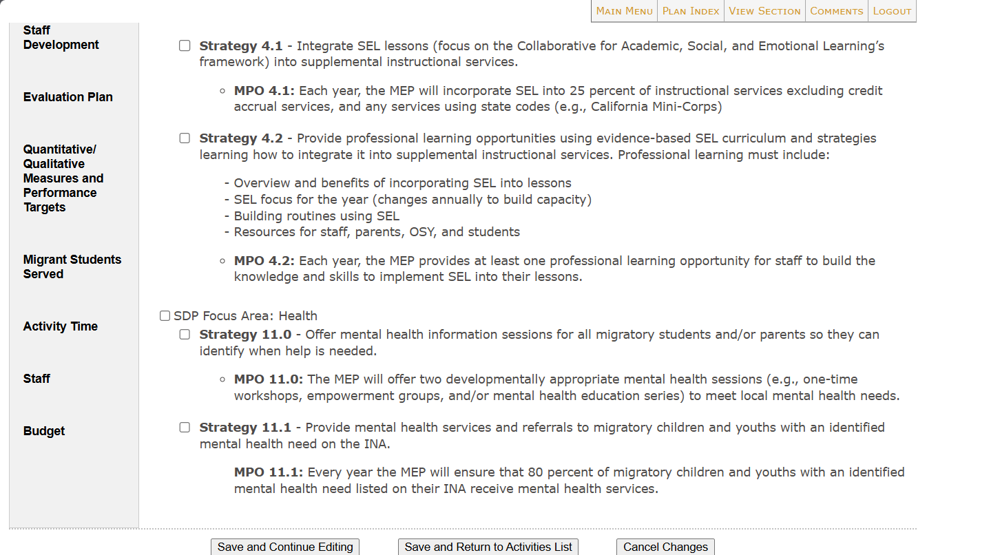 MAIN MENU PLAN INDEX VIEW SECTION COMMENTS LOGOUT
Staff
Development
Evaluation Plan
Quantitative/
Qualitative
Measures and
Performance
Targets
Migrant Students
Served
Activity Time
Staff
Budget
Strategy 4.1 - Integrate SEL lessons (focus on the Collaborative for Academic, Social, and Emotional Learning’s
framework) into supplemental instructional services.
MPO 4.1: Each year, the MEP will incorporate SEL into 25 percent of instructional services excluding credit
accrual services, and any services using state codes (e.g., California Mini-Corps)
Strategy 4.2 - Provide professional learning opportunities using evidence-based SEL curriculum and strategies
learning how to integrate it into supplemental instructional services. Professional learning must include:
- Overview and benefits of incorporating SEL into lessons
- SEL focus for the year (changes annually to build capacity)
- Building routines using SEL
- Resources for staff, parents, OSY, and students
MPO 4.2: Each year, the MEP provides at least one professional learning opportunity for staff to build the
knowledge and skills to implement SEL into their lessons.
SDP Focus Area: Health
Strategy 11.0 - Offer mental health information sessions for all migratory students and/or parents so they can
identify when help is needed.
MPO 11.0: The MEP will offer two developmentally appropriate mental health sessions (e.g., one-time
workshops, empowerment groups, and/or mental health education series) to meet local mental health needs.
Strategy 11.1 - Provide mental health services and referrals to migratory children and youths with an identified
mental health need on the INA.
MPO 11.1: Every year the MEP will ensure that 80 percent of migratory children and youths with an identified
mental health need listed on their INA receive mental health services.
Save and Continue Editing Save and Return to Activities List Cancel Changes